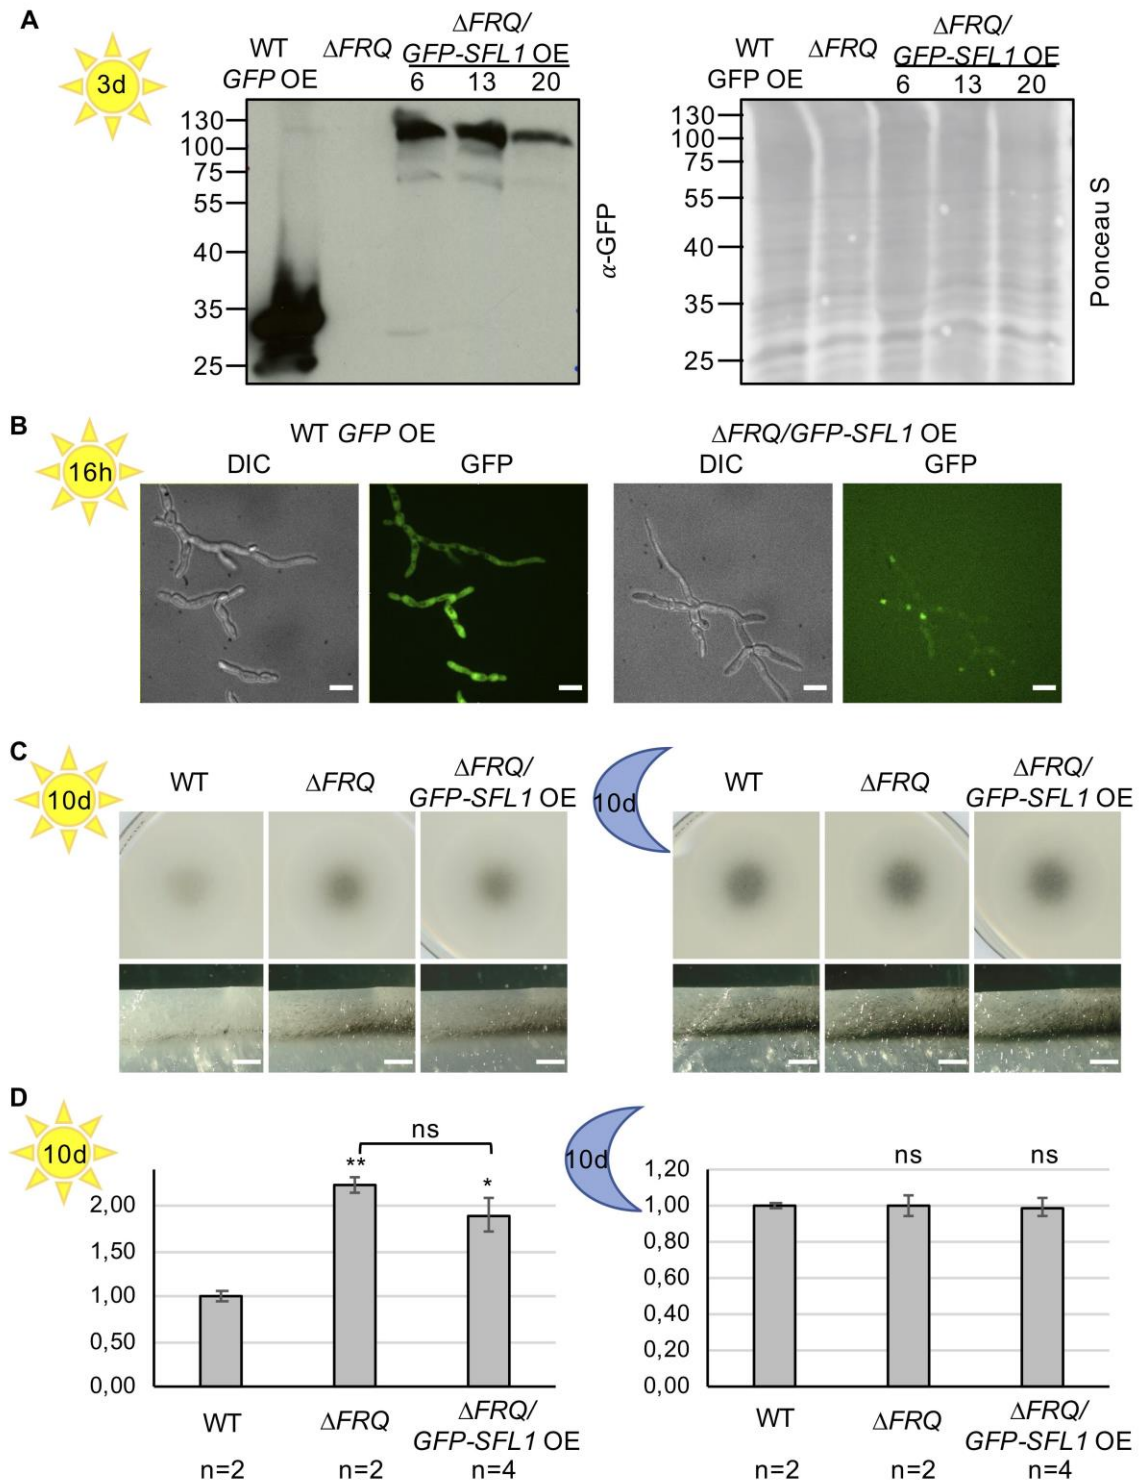 A
3d
WT
GFP OE
ΔFRQ
ΔFRQ/
GFP-SFL1 OE
6 13 20
130
100
75
55
40
35
25
α-GFP
WT
GFP OE
ΔFRQ
ΔFRQ/
GFP-SFL1 OE
6 13 20
130
100
75
55
40
35
25
Ponceau S
B
16h
WT GFP OE
DIC GFP
ΔFRQ/GFP-SFL1 OE
DIC GFP
C
10d
WT ΔFRQ ΔFRQ/
GFP-SFL1 OE
10d
WT ΔFRQ ΔFRQ/
GFP-SFL1 OE
D
10d
ns
** *
2,00
1,50
1,00
0,50
0,00
WT ΔFRQ ΔFRQ/
GFP-SFL1 OE
n=2 n=2 n=4
10d
ns ns
1,20
1,00
0,80
0,60
0,40
0,20
0,00
WT ΔFRQ ΔFRQ/
GFP-SFL1 OE
n=2 n=2 n=4